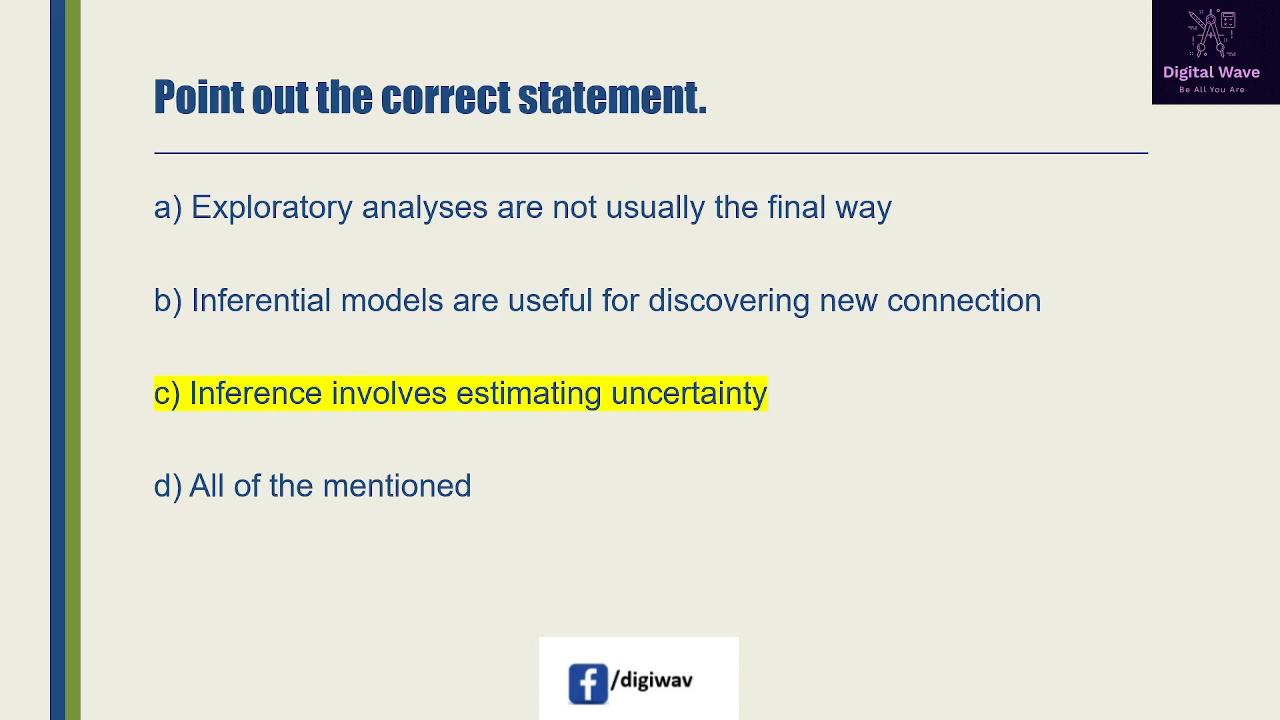 Digital Wave
Be All You Are
Point out the correct statement.
a) Exploratory analyses are not usually the final way
b) Inferential models are useful for discovering new connection
c) Inference involves estimating uncertainty
d) All of the mentioned
f/digiwav